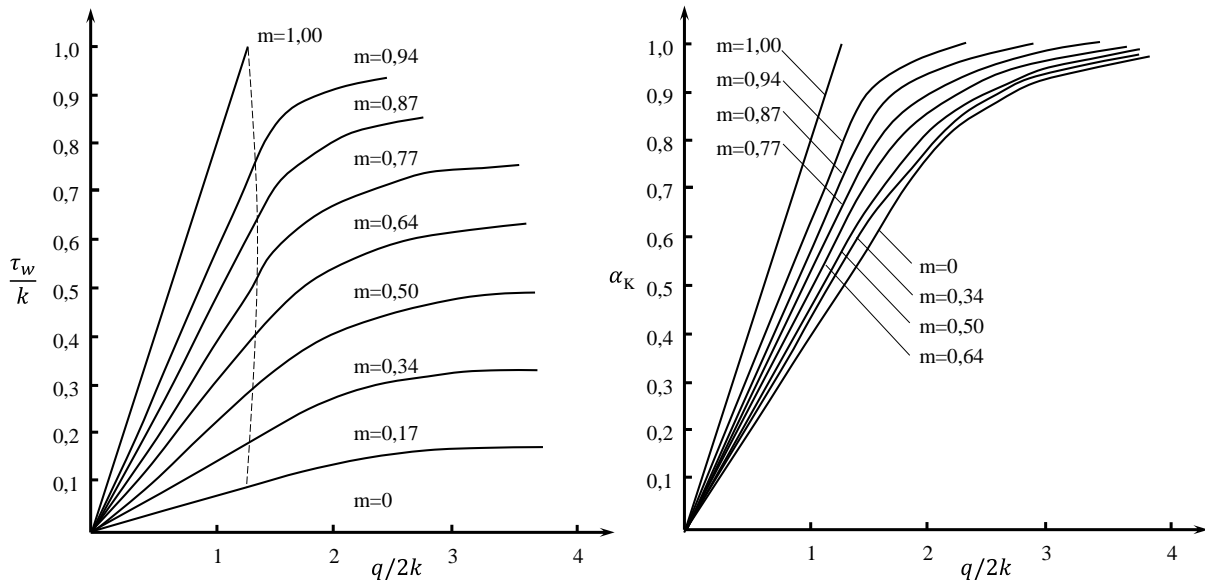 1,0
0,9
0,8
0,7
0,6
0,5
0,4
0,3
0,2
0,1
τw
k
m=1,00
m=0,94
m=0,87
m=0,77
m=0,64
m=0,50
m=0,34
m=0,17
m=0
1 2 3 4
q/2k
1,0
0,9
0,8
0,7
0,6
0,5
0,4
0,3
0,2
0,1
αK
m=1,00
m=0,94
m=0,87
m=0,77
m=0
m=0,34
m=0,50
m=0,64
1 2 3 4
q/2k